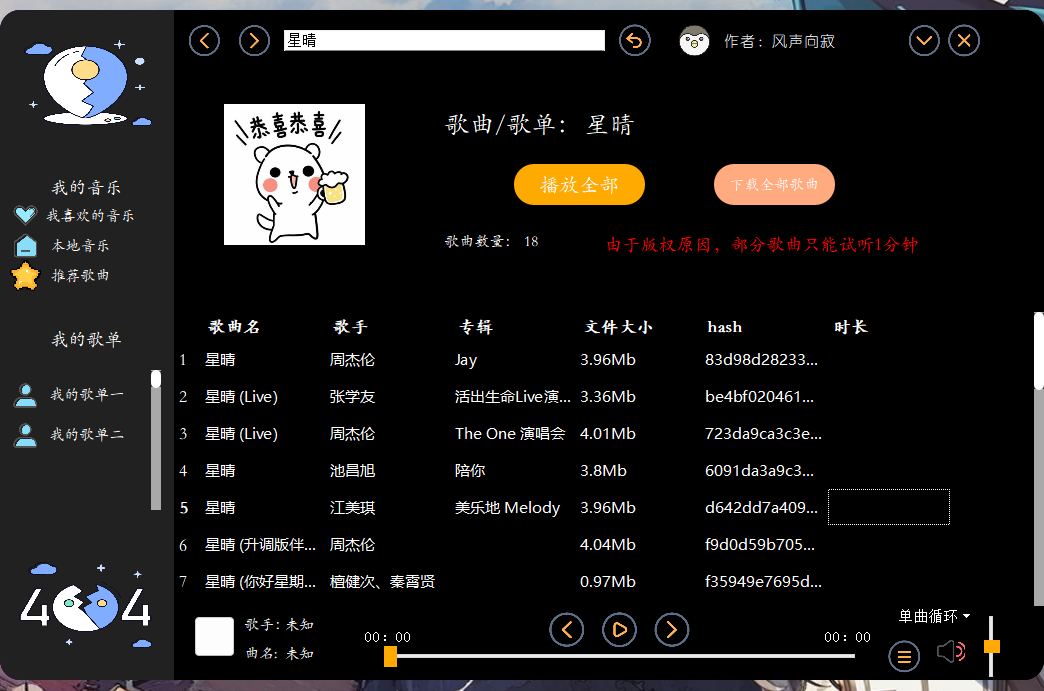 星晴
作者：风声向寂
恭喜恭喜
歌曲/歌单： 星晴
播放全部
下载全部歌曲
歌曲数量： 18
由于版权原因，部分歌曲只能试听1分钟
我的音乐
我喜欢的音乐
本地音乐
推荐歌曲
我的歌单
我的歌单一
我的歌单二
404
歌曲名 歌手 专辑 文件大小 hash 时长
1 星晴 周杰伦 Jay 3.96Mb 83d98d28233...
2 星晴 (Live) 张学友 活出生命Live演... 3.36Mb be4bf020461...
3 星晴 (Live) 周杰伦 The One 演唱会 4.01Mb 723da9ca3c3e...
4 星晴 池昌旭 陪你 3.8Mb 6091da3a9c3...
5 星晴 江美琪 美乐地 Melody 3.96Mb d642dd7a409...
6 星晴 (升调版伴... 周杰伦 4.04Mb f9d0d59b705...
7 星晴 (你好星期... 檀健次、秦霄贤 0.97Mb f35949e7695d...
歌手: 未知
曲名: 未知
00：00
00：00
单曲循环